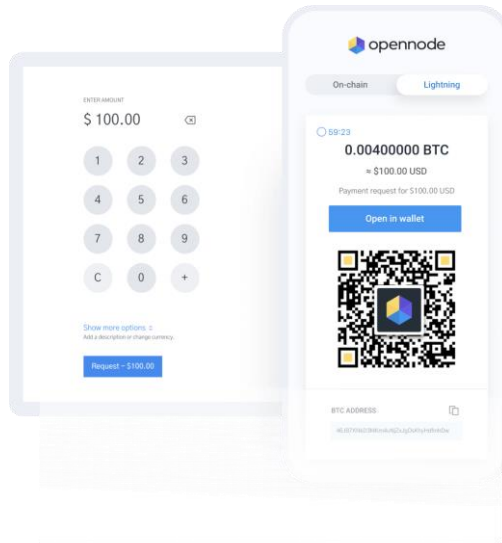 ENTER AMOUNT
$ 100.00
1 2 3
4 5 6
7 8 9
C 0 +
Show more options.
Add a description or change currency.
Request – $100.00
opennode
On-chain Lightning
59:23
0.00400000 BTC
≈ $100.00 USD
Payment request for $100.00 USD
Open in wallet
BTC ADDRESS: